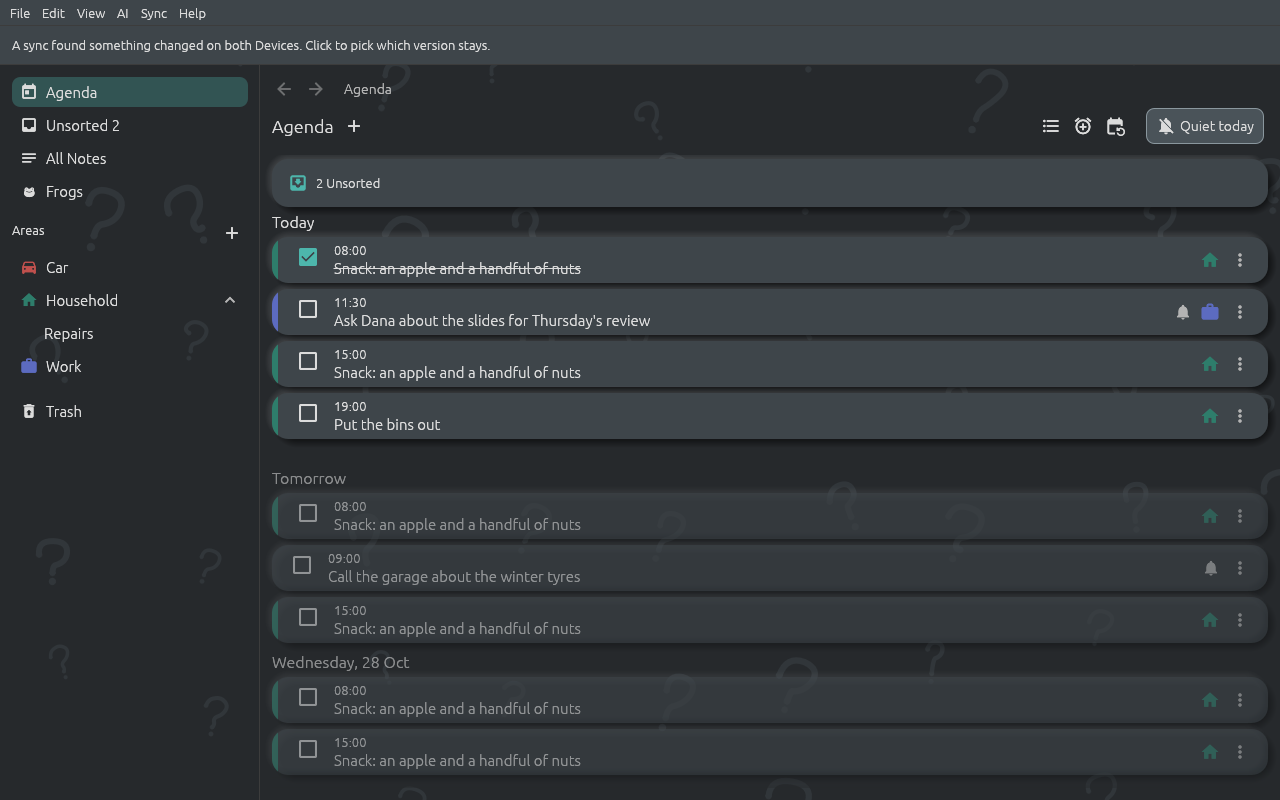 File Edit View AI Sync Help
A sync found something changed on both Devices. Click to pick which version stays.
Agenda
Unsorted 2
All Notes
Frogs
Areas
Car
Household
Repairs
Work
Trash
Agenda
Agenda
Quiet today
2 Unsorted
Today
08:00
Snack: an apple and a handful of nuts
11:30
Ask Dana about the slides for Thursday's review
15:00
Snack: an apple and a handful of nuts
19:00
Put the bins out
Tomorrow
08:00
Snack: an apple and a handful of nuts
09:00
Call the garage about the winter tyres
15:00
Snack: an apple and a handful of nuts
Wednesday, 28 Oct
08:00
Snack: an apple and a handful of nuts
15:00
Snack: an apple and a handful of nuts